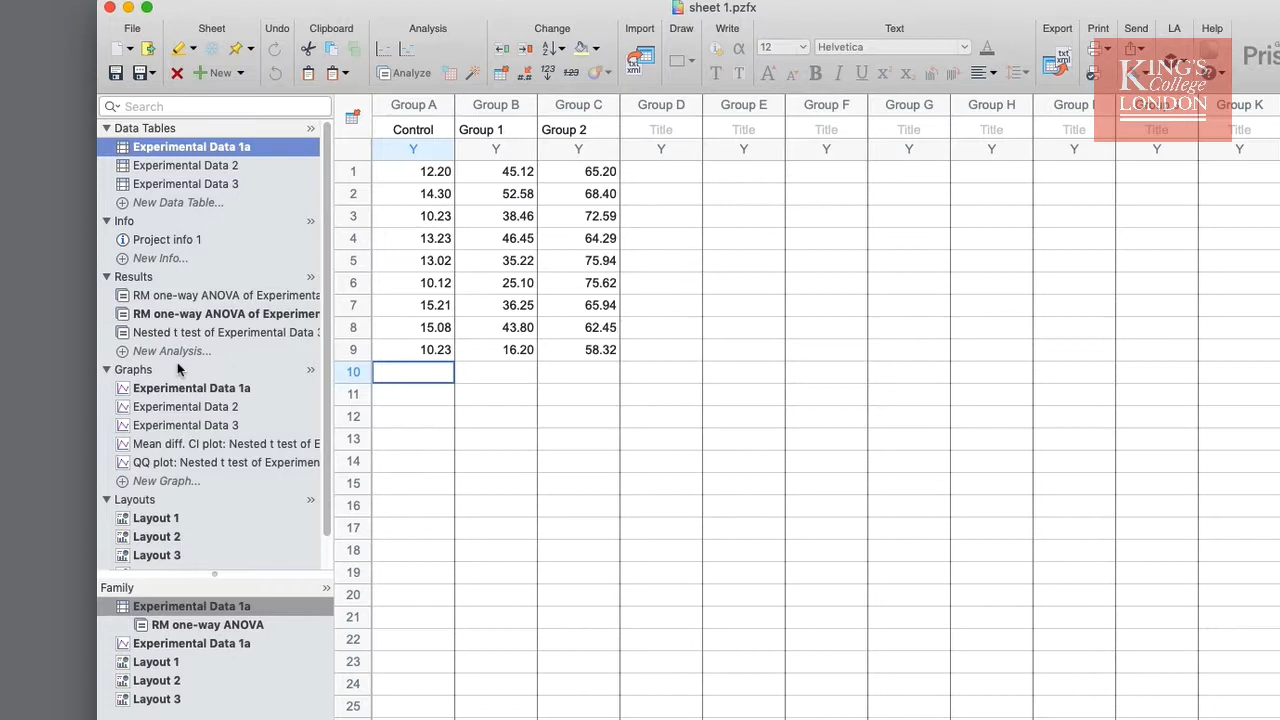 sheet 1.pzfx
File Sheet Undo Clipboard Analysis Change Import Draw Write Text Export Print Send LA Help
12 Helvetica
New Analyze
KING'S
College
LONDON
Search
Group A Group B Group C Group D Group E Group F Group G Group H Group K
Data Tables
Control Group 1 Group 2 Title Title Title Title Title Title Title Title
Experimental Data 1a
Y Y Y Y Y Y Y Y Y Y Y
Experimental Data 2
1 12.20 45.12 65.20
Experimental Data 3
2 14.30 52.58 68.40
New Data Table...
3 10.23 38.46 72.59
Info
Project info 1
4 13.23 46.45 64.29
New Info...
5 13.02 35.22 75.94
Results
6 10.12 25.10 75.62
RM one-way ANOVA of Experimenta
7 15.21 36.25 65.94
RM one-way ANOVA of Experimen
8 15.08 43.80 62.45
Nested t test of Experimental Data 3
9 10.23 16.20 58.32
New Analysis...
Graphs
10
Experimental Data 1a
11
Experimental Data 2
12
Experimental Data 3
13
Mean diff. CI plot: Nested t test of E
14
QQ plot: Nested t test of Experimen
15
New Graph...
Layouts
16
Layout 1
17
Layout 2
18
Layout 3
19
Family
20
Experimental Data 1a
21
RM one-way ANOVA
22
Experimental Data 1a
23
Layout 1
24
Layout 2
25
Layout 3